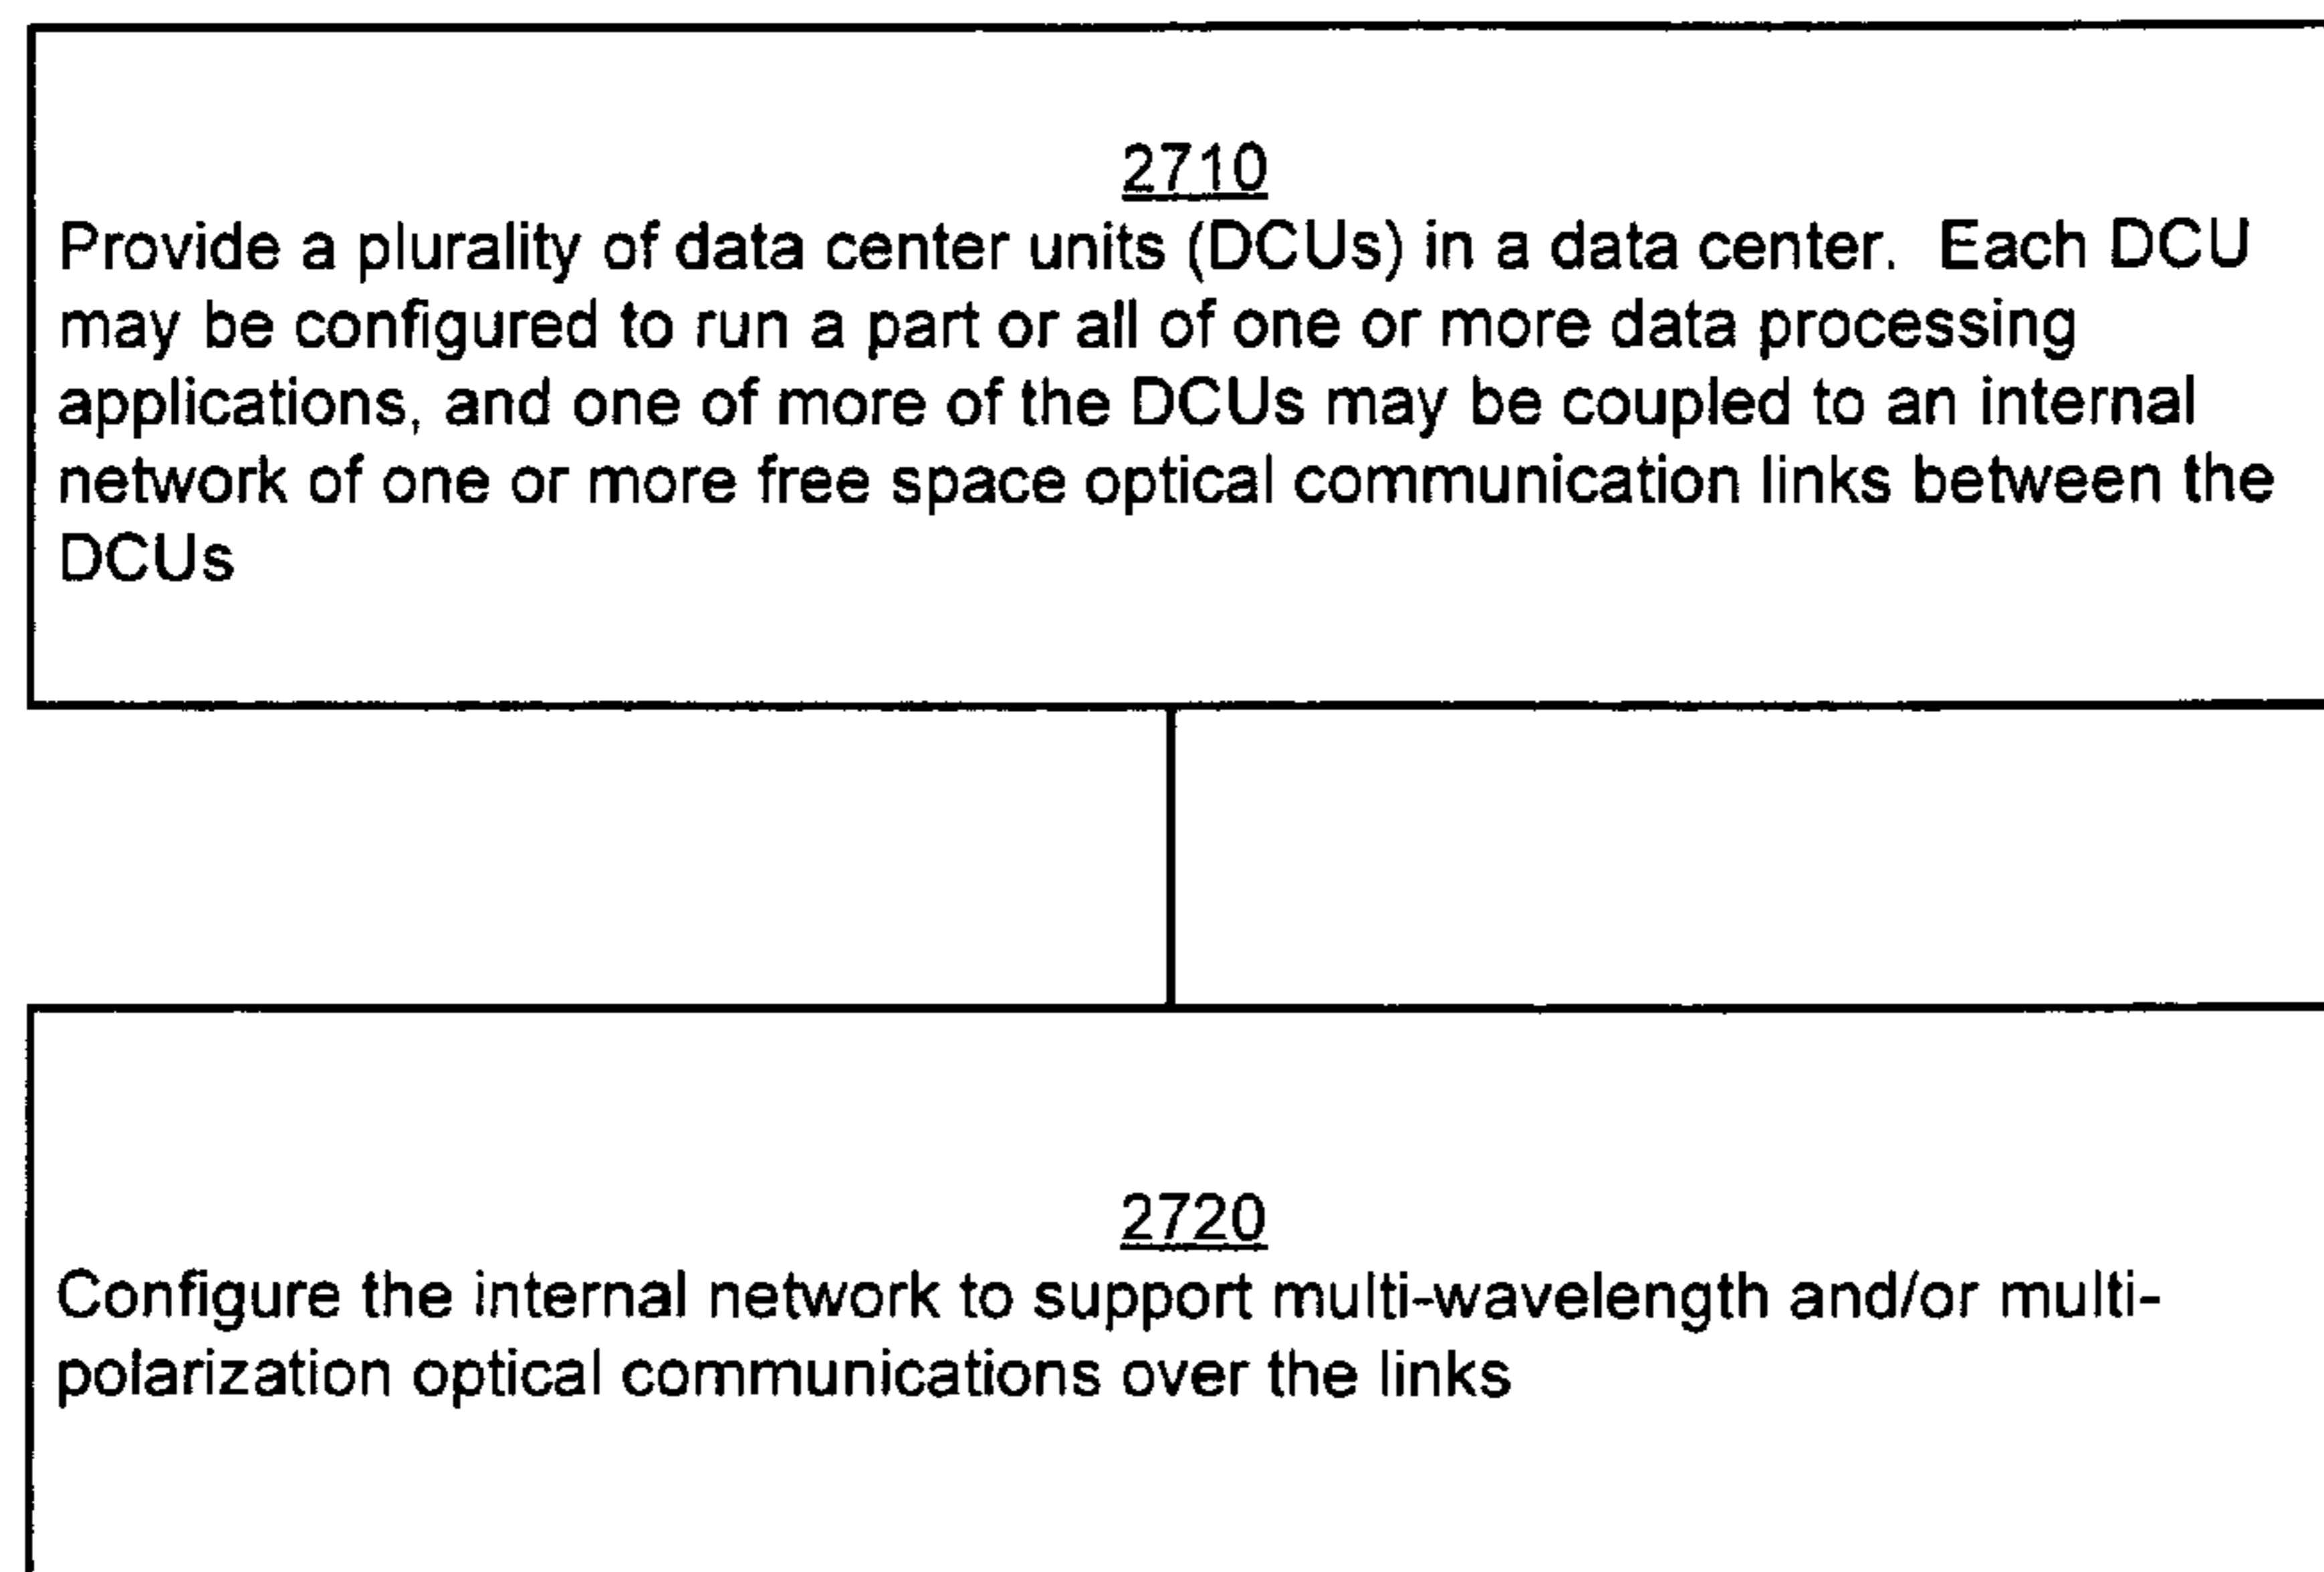 2710
Provide a plurality of data center units (DCUs) in a data center.  Each DCU
may be configured to run a part or all of one or more data processing
applications, and one of more of the DCUs may be coupled to an internal
network of one or more free space optical communication links between the
DCUs
2720
Configure the internal network to support multi-wavelength and/or multi-
polarization optical communications over the links